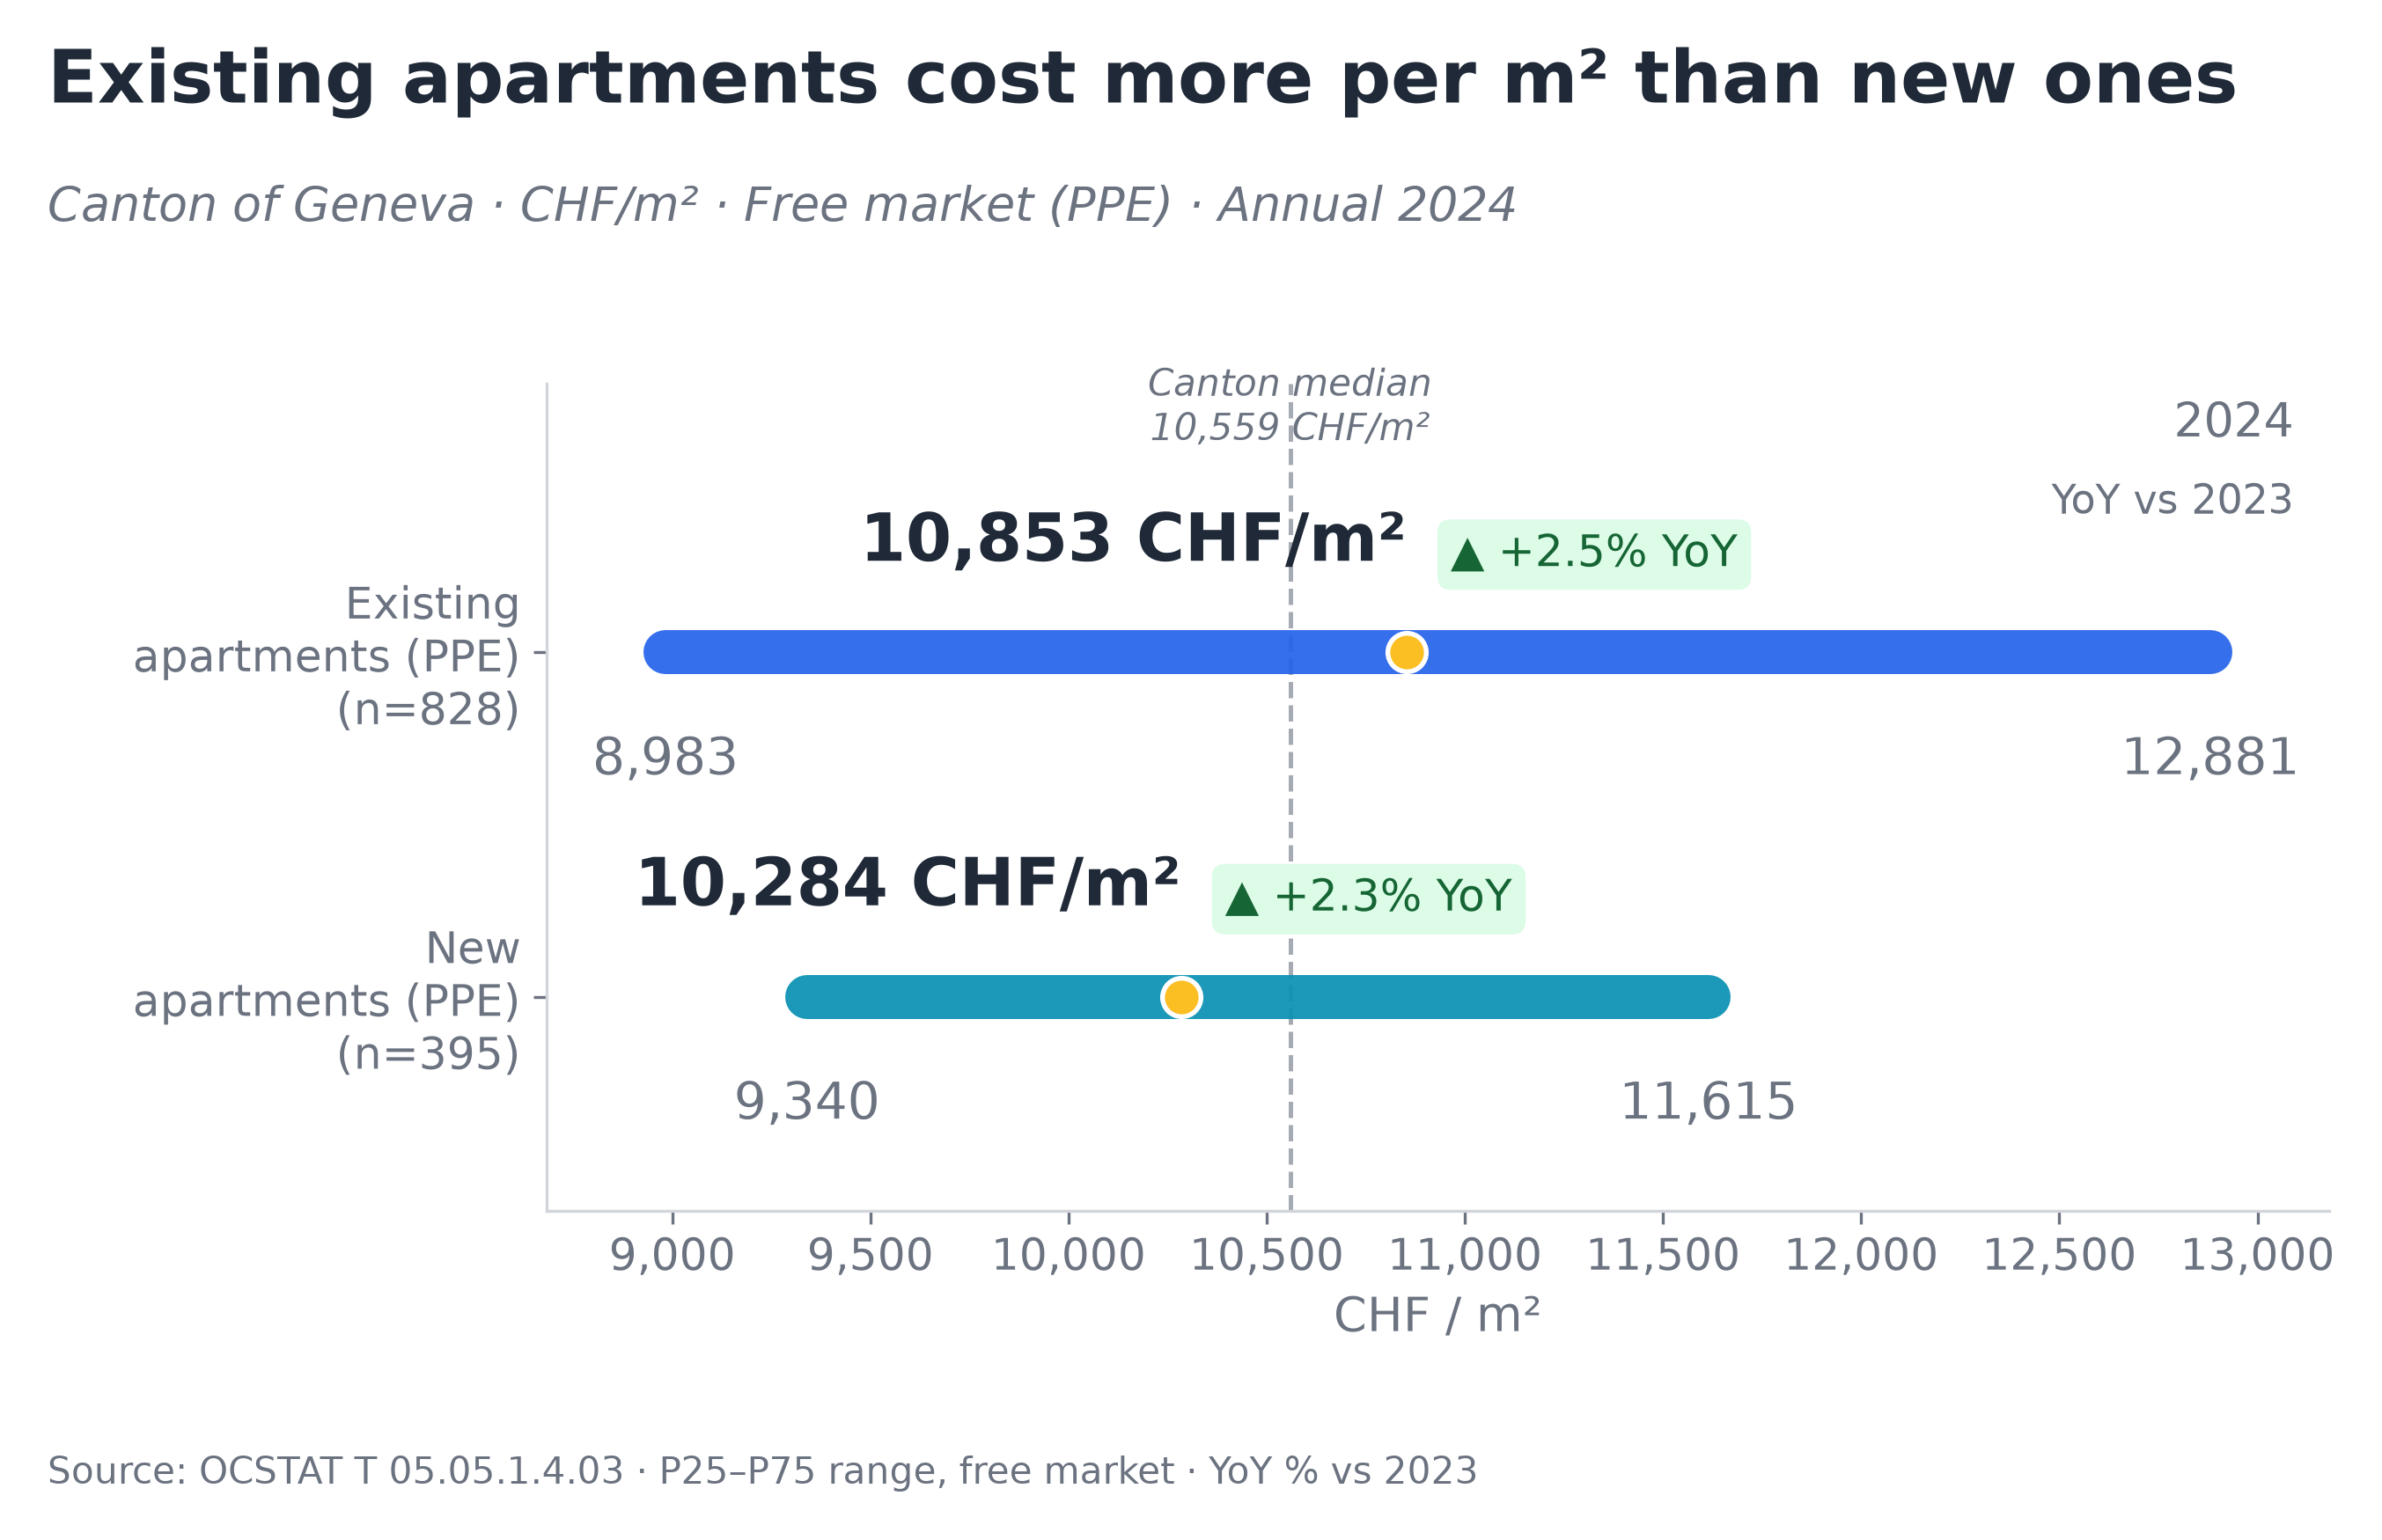 Existing apartments cost more per m² than new ones
Canton of Geneva · CHF/m² · Free market (PPE) · Annual 2024
Canton median
10,559 CHF/m²
2024
YoY vs 2023
10,853 CHF/m²
▲ +2.5% YoY
Existing
apartments (PPE)
(n=828)
8,983
12,881
10,284 CHF/m²
▲ +2.3% YoY
New
apartments (PPE)
(n=395)
9,340
11,615
9,000 9,500 10,000 10,500 11,000 11,500 12,000 12,500 13,000
CHF / m²
Source: OCSTAT T 05.05.1.4.03 · P25–P75 range, free market · YoY % vs 2023